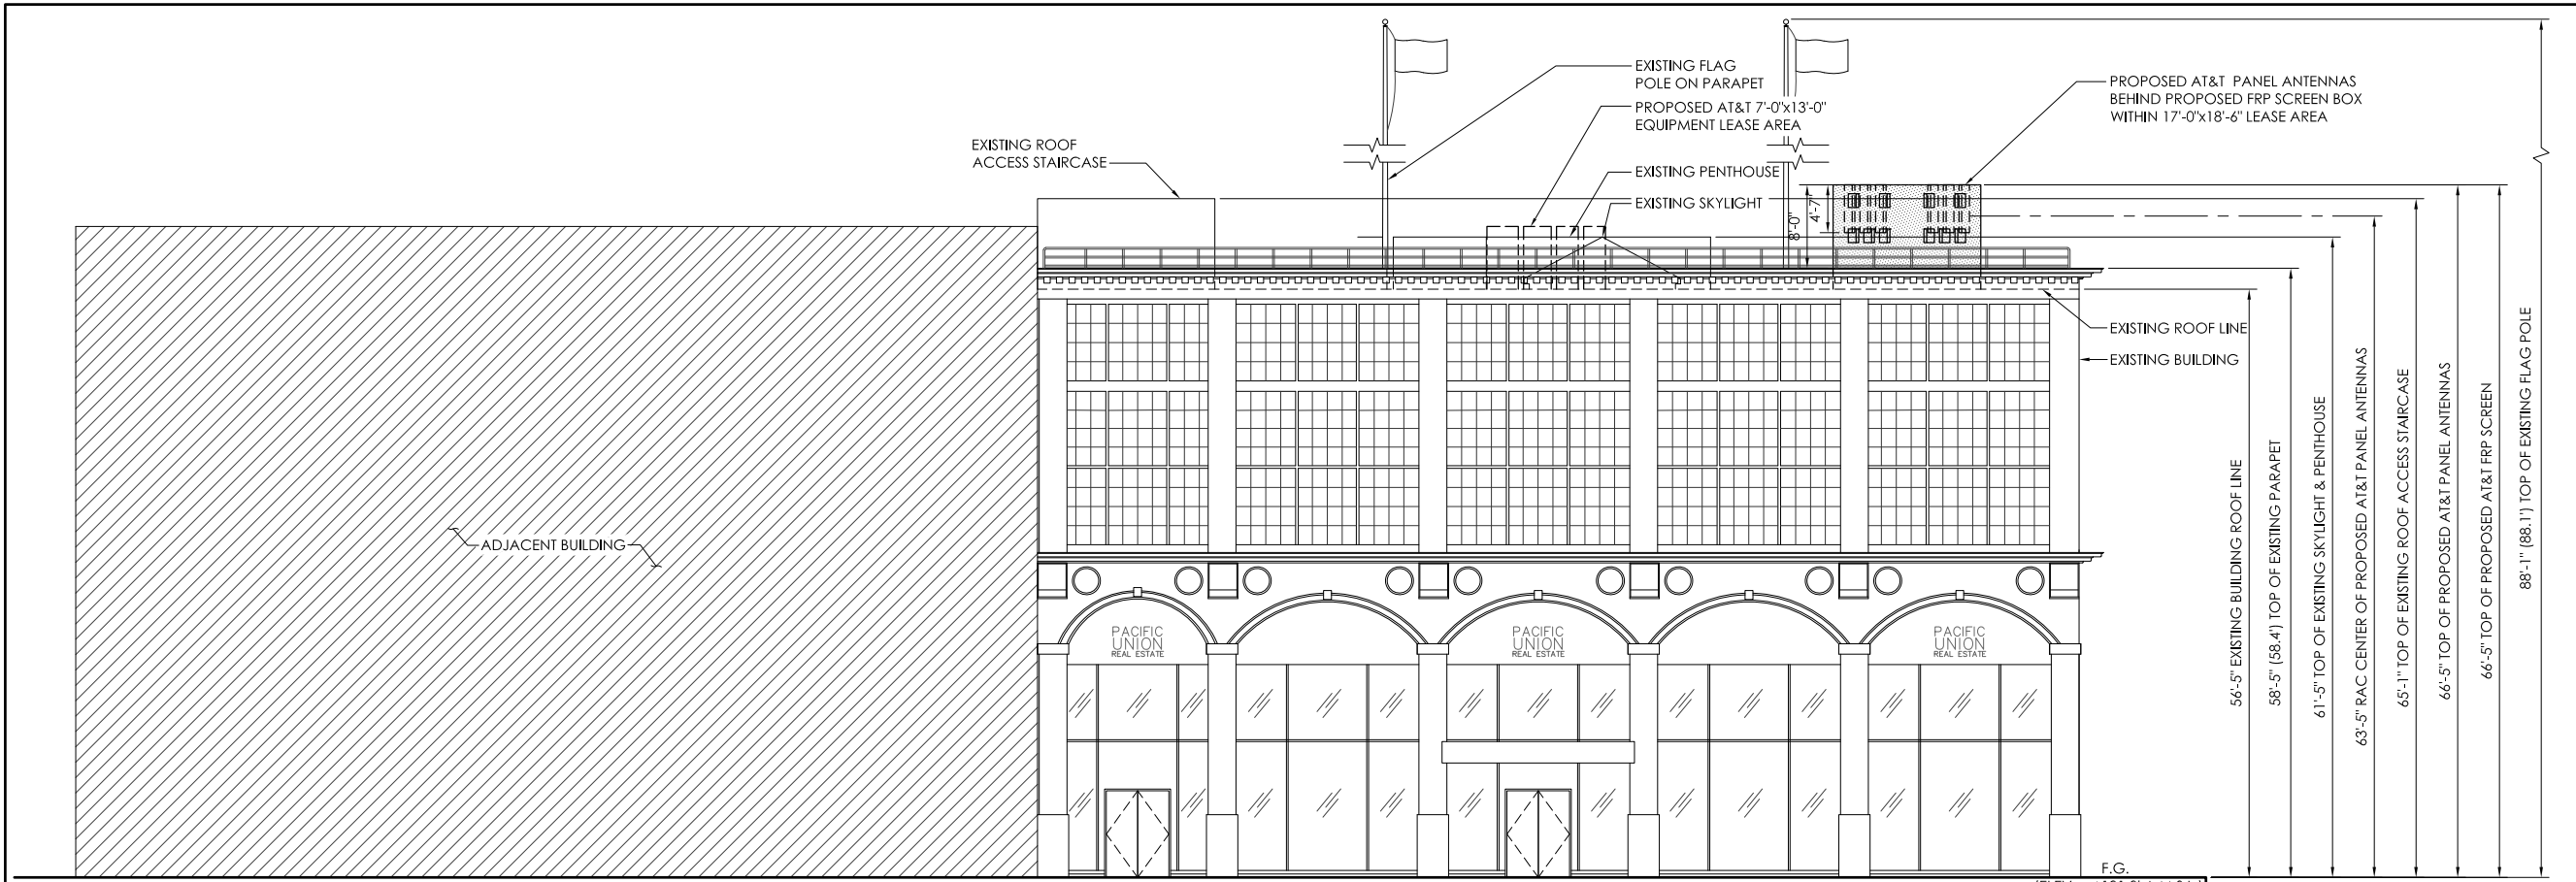 EXISTING FLAG
POLE ON PARAPET
PROPOSED AT&T 7'-0"x13'-0"
EQUIPMENT LEASE AREA
PROPOSED AT&T PANEL ANTENNAS
BEHIND PROPOSED FRP SCREEN BOX
WITHIN 17'-0"x18'-6" LEASE AREA
EXISTING ROOF
ACCESS STAIRCASE
EXISTING PENTHOUSE
EXISTING SKYLIGHT
8'-0"
4'-7"
EXISTING ROOF LINE
EXISTING BUILDING
ADJACENT BUILDING
PACIFIC
UNION
REAL ESTATE
PACIFIC
UNION
REAL ESTATE
PACIFIC
UNION
REAL ESTATE
56'-5" EXISTING BUILDING ROOF LINE
58'-5" (58.4') TOP OF EXISTING PARAPET
61'-5" TOP OF EXISTING SKYLIGHT & PENTHOUSE
63'-5" RAC CENTER OF PROPOSED AT&T PANEL ANTENNAS
65'-1" TOP OF EXISTING ROOF ACCESS STAIRCASE
66'-5" TOP OF PROPOSED AT&T PANEL ANTENNAS
66'-5" TOP OF PROPOSED AT&T FRP SCREEN
88'-1" (88.1') TOP OF EXISTING FLAG POLE
F.G.